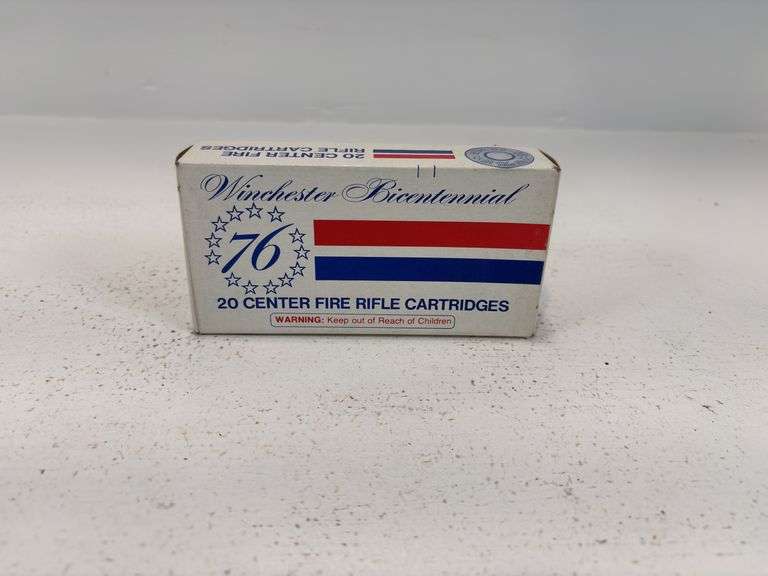 20 CENTER FIRE
RIFLE CARTRIDGES
Winchester Bicentennial
76
20 CENTER FIRE RIFLE CARTRIDGES
WARNING: Keep out of Reach of Children